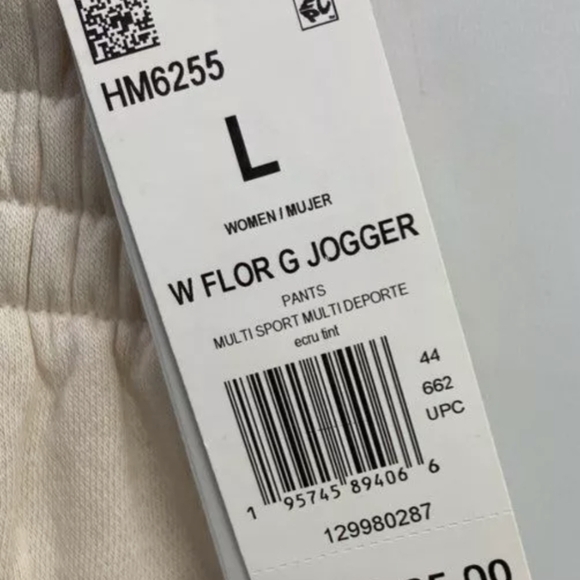 HM6255
L
WOMEN / MUJER
W FLOR G JOGGER
PANTS
MULTI SPORT MULTI DEPORTE
ecru tint
44
662
UPC
1 95745 89406 6
129980287